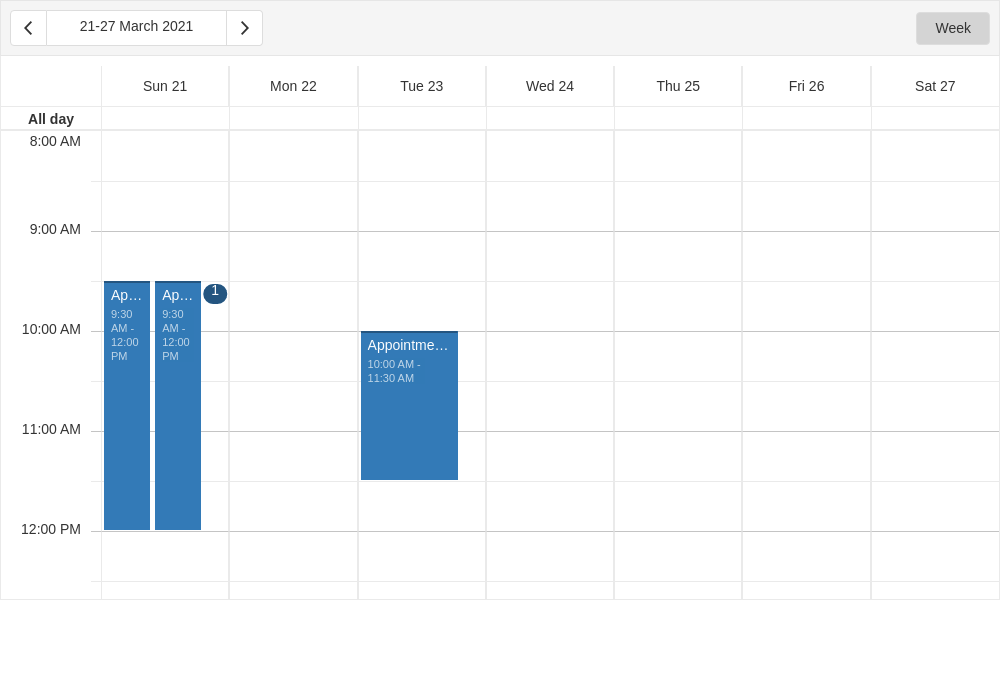 21-27 March 2021
Week
Sun 21
Mon 22
Tue 23
Wed 24
Thu 25
Fri 26
Sat 27
All day
8:00 AM
9:00 AM
10:00 AM
11:00 AM
12:00 PM
Ap…
9:30
AM -
12:00
PM
Ap…
9:30
AM -
12:00
PM
1
Appointme…
10:00 AM -
11:30 AM